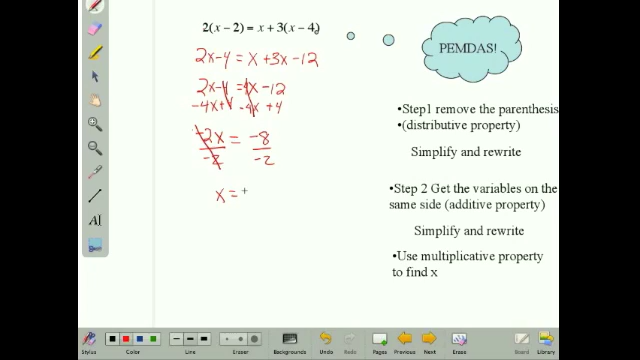 2(x − 2) = x + 3(x − 4)
2x-4 = x +3x -12
2x-4 = 4x -12
-4x+4 -4x +4
-2x = -8
-2 -2
x = +
PEMDAS!
•Step1 remove the parenthesis
•(distributive property)
Simplify and rewrite
•Step 2 Get the variables on the
same side (additive property)
Simplify and rewrite
•Use multiplicative property
to find x
A
Stylus
Color
Line
Eraser
Background
Undo
Pages
Previous
Next
Erase
Board
Notebook